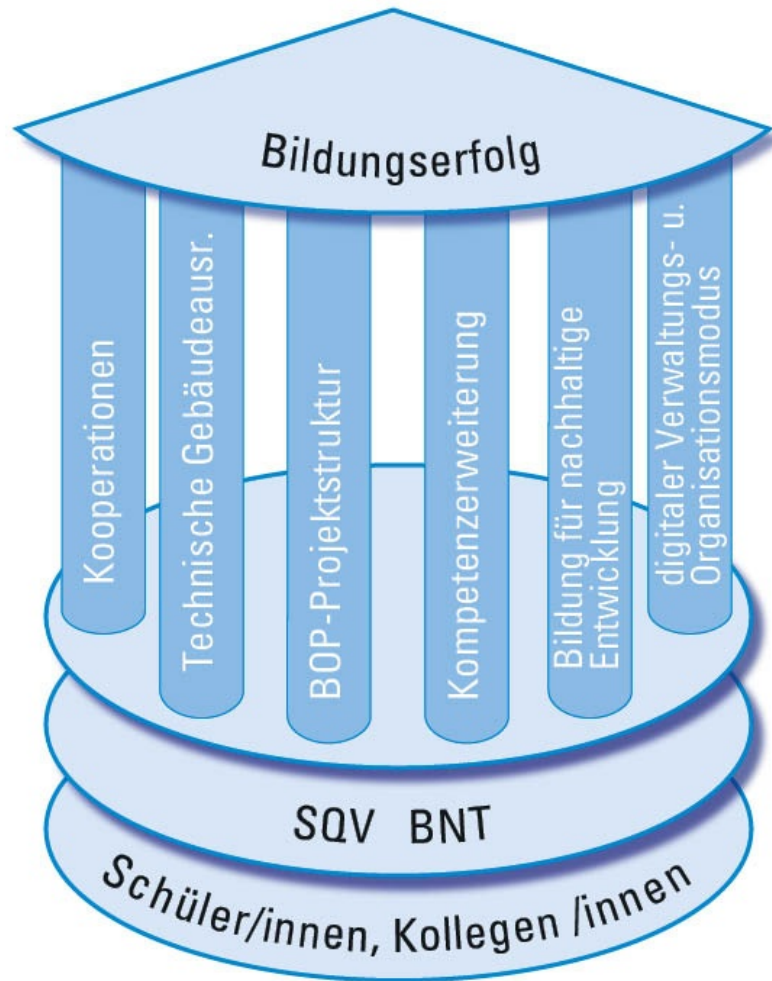 Bildungserfolg
Kooperationen
Technische Gebäudeausr.
BOP-Projektstruktur
Kompetenzerweiterung
Bildung für nachhaltige
Entwicklung
digitaler Verwaltungs- u.
Organisationsmodus
SQV BNT
Schüler/innen, Kollegen /innen